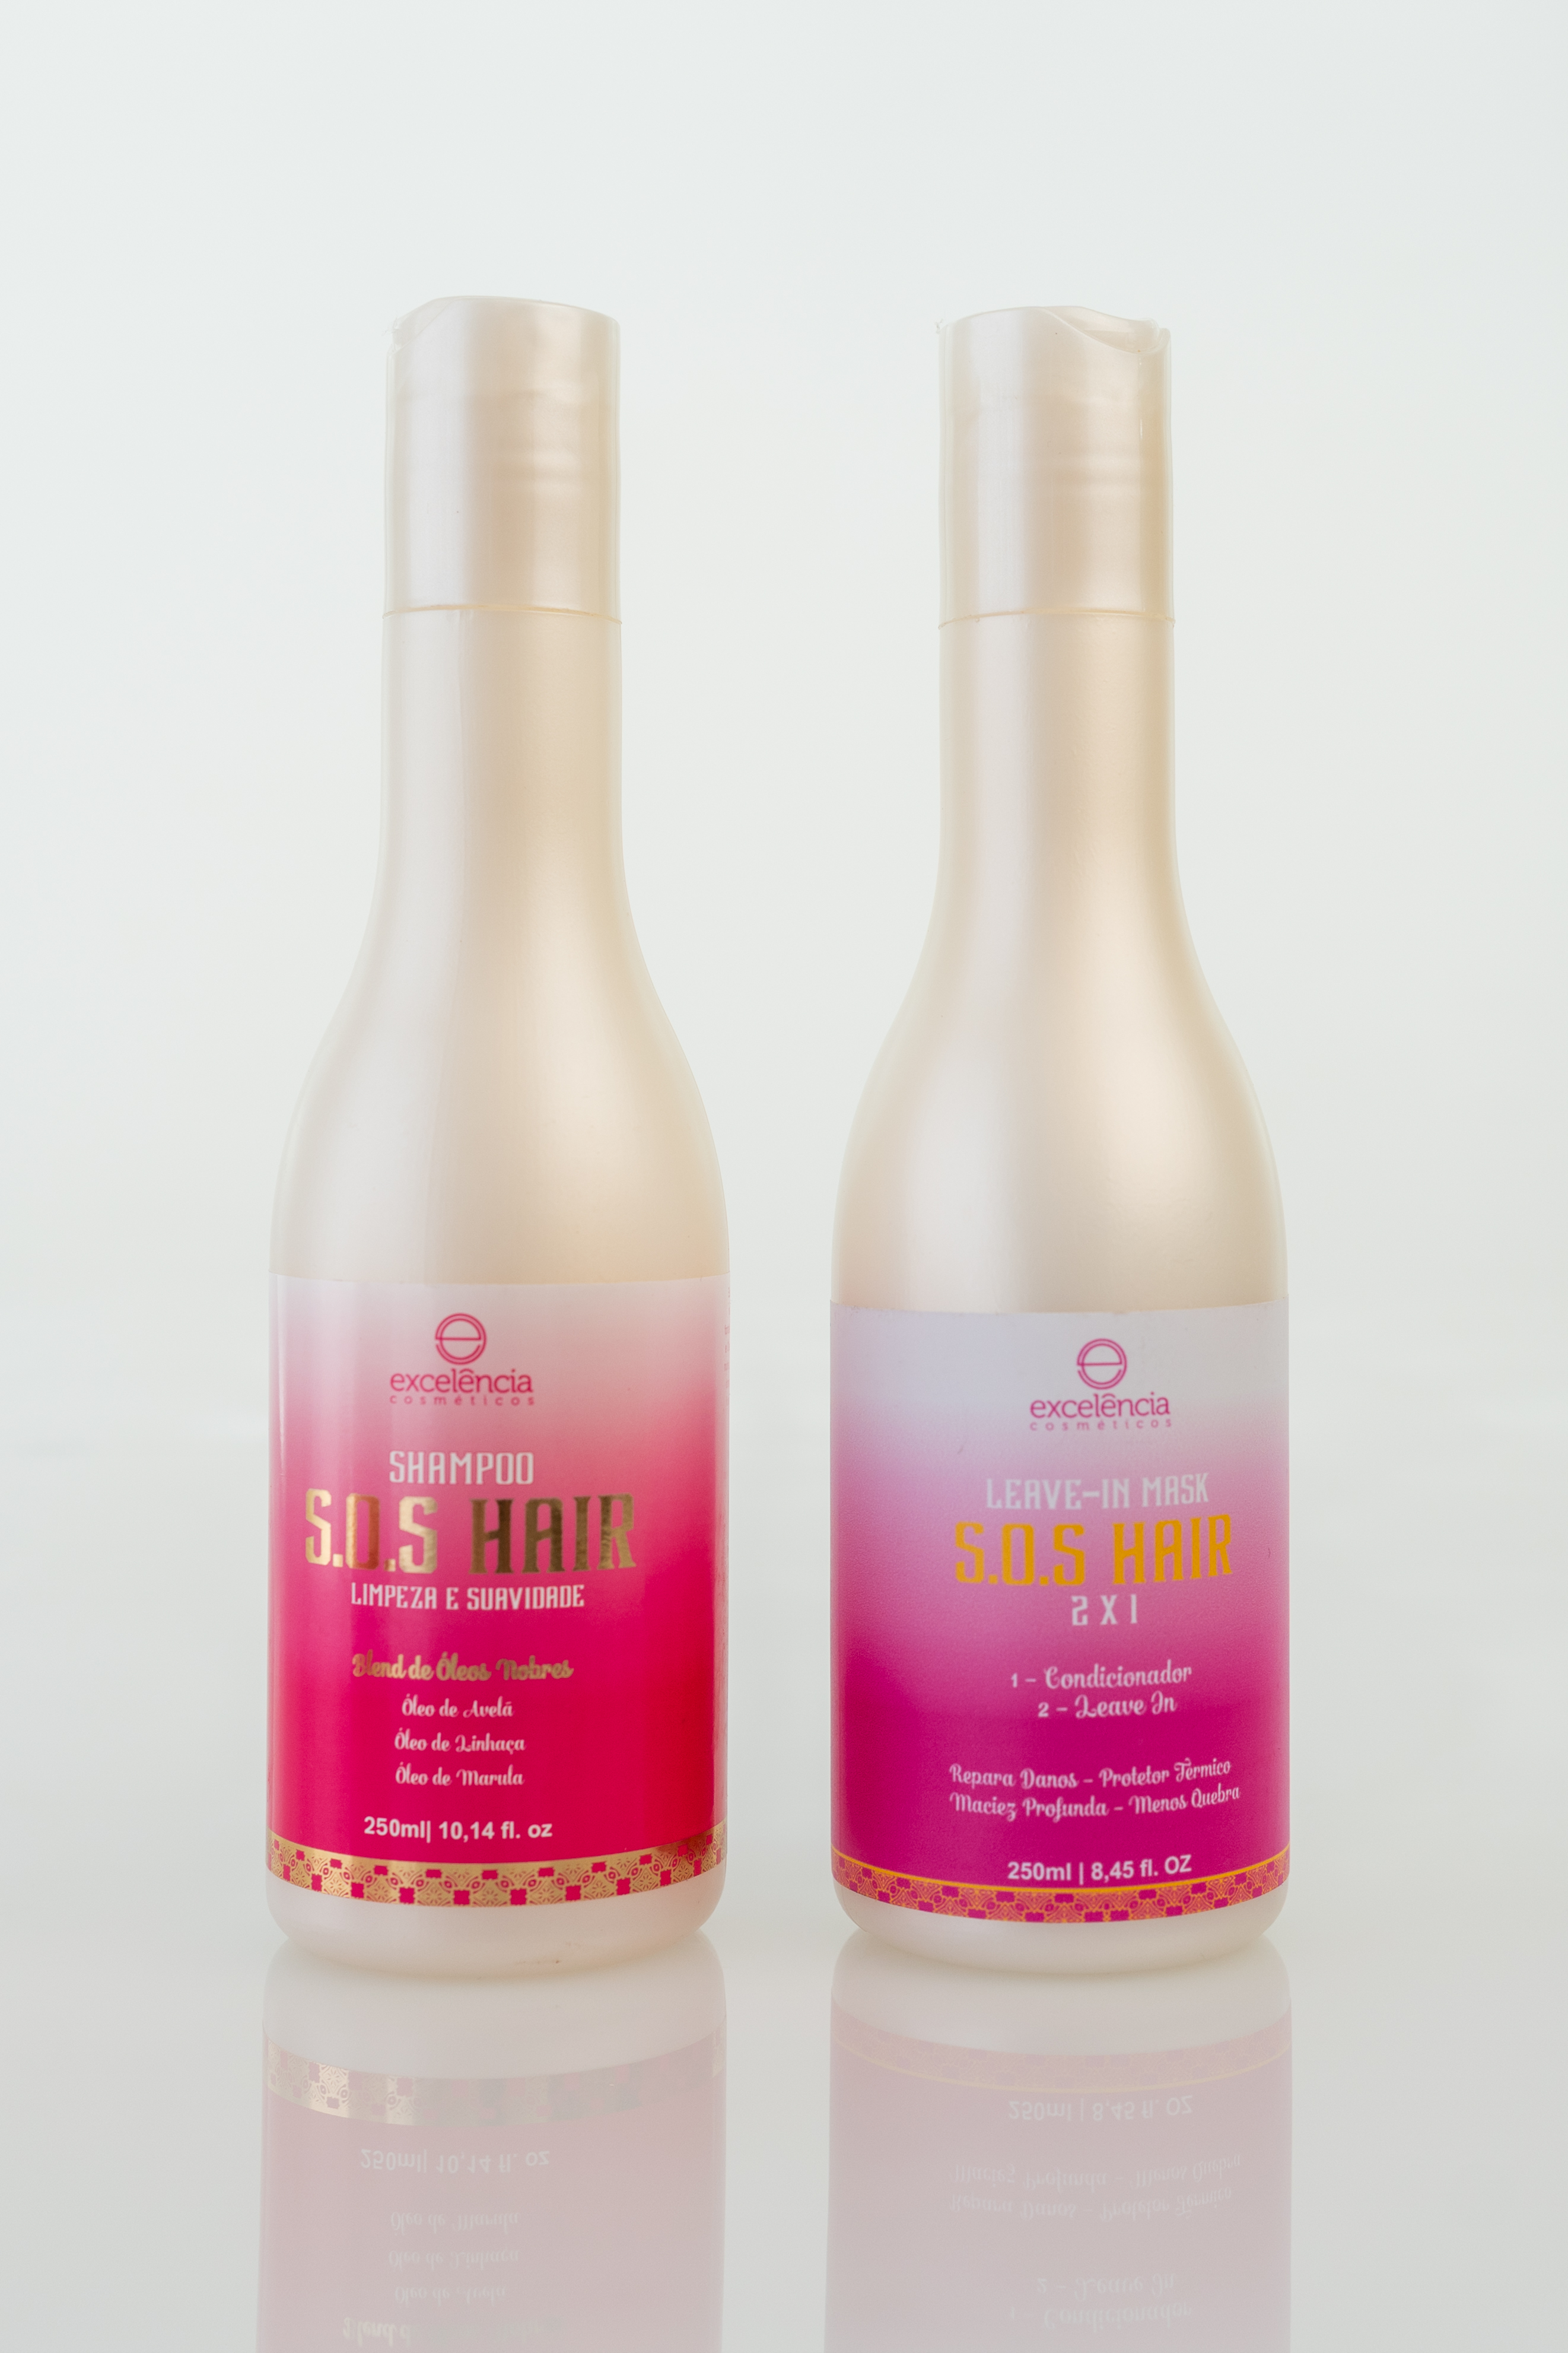 excelência
cosméticos
SHAMPOO
S.O.S HAIR
LIMPEZA E SUAVIDADE
Blend de Óleos Nobres
Óleo de Avelã
Óleo de Linhaça
Óleo de Marula
250ml| 10,14 fl. oz
excelência
cosméticos
LEAVE-IN MASK
S.O.S HAIR
2 X 1
1 - Condicionador
2 - Leave In
Repara Danos - Protetor Térmico
Maciez Profunda - Menos Quebra
250ml | 8,45 fl. OZ